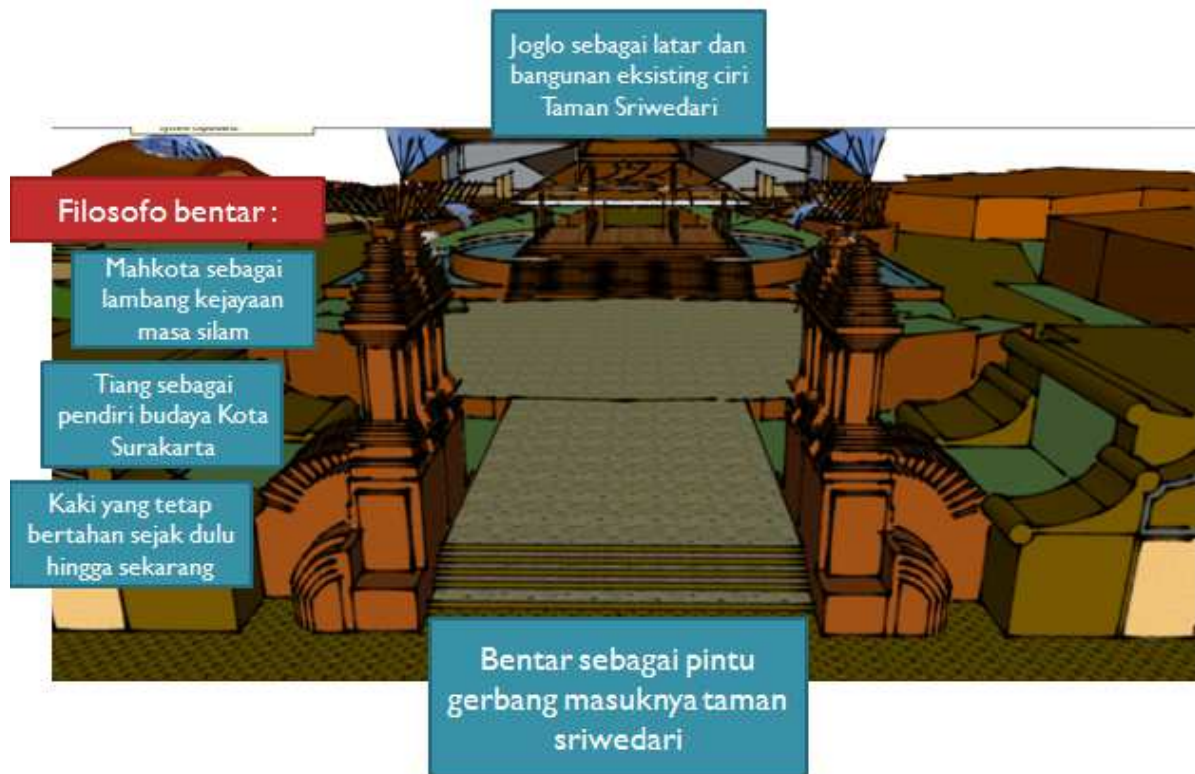 Joglo sebagai latar dan
bangunan eksisting ciri
Taman Sriwedari
Filosofo bentar :
Mahkota sebagai
lambang kejayaan
masa silam
Tiang sebagai
pendiri budaya Kota
Surakarta
Kaki yang tetap
bertahan sejak dulu
hingga sekarang
Bentar sebagai pintu
gerbang masuknya taman
sriwedari